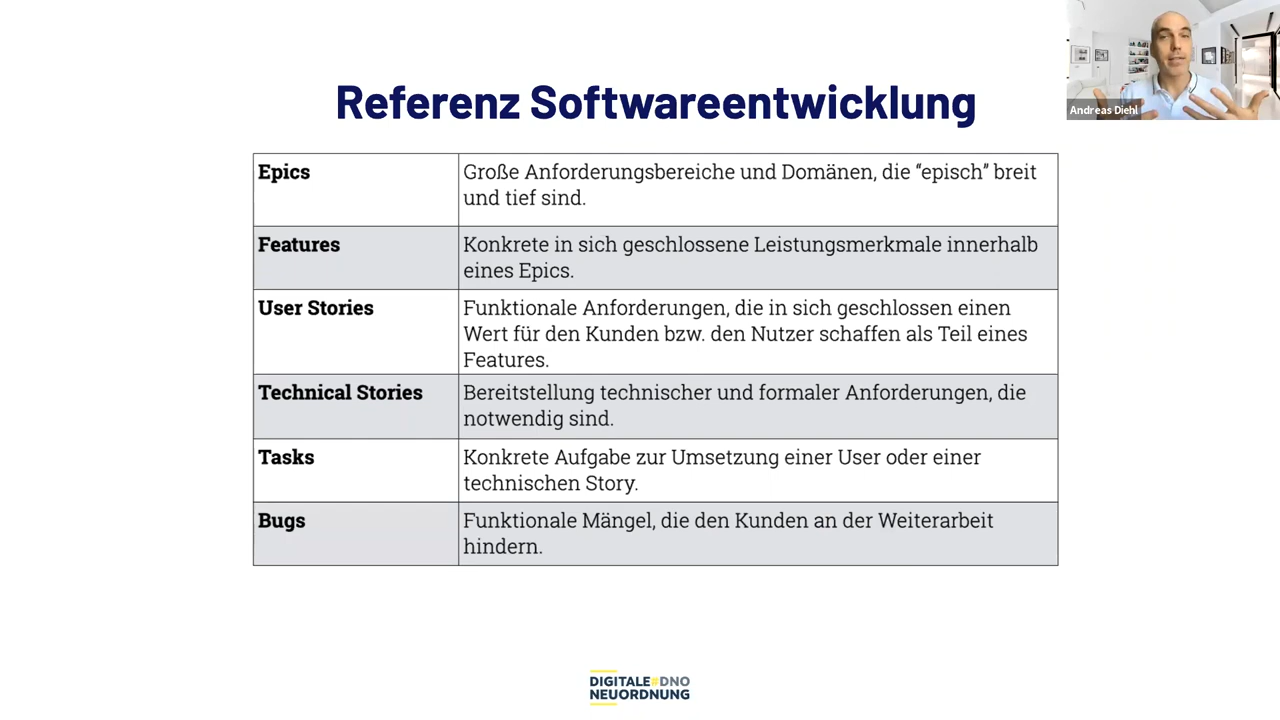 Andreas Diehl
Referenz Softwareentwicklung
Epics
Große Anforderungsbereiche und Domänen, die “episch” breit
und tief sind.
Features
Konkrete in sich geschlossene Leistungsmerkmale innerhalb
eines Epics.
User Stories
Funktionale Anforderungen, die in sich geschlossen einen
Wert für den Kunden bzw. den Nutzer schaffen als Teil eines
Features.
Technical Stories
Bereitstellung technischer und formaler Anforderungen, die
notwendig sind.
Tasks
Konkrete Aufgabe zur Umsetzung einer User oder einer
technischen Story.
Bugs
Funktionale Mängel, die den Kunden an der Weiterarbeit
hindern.
DIGITALE#DNO
NEUORDNUNG